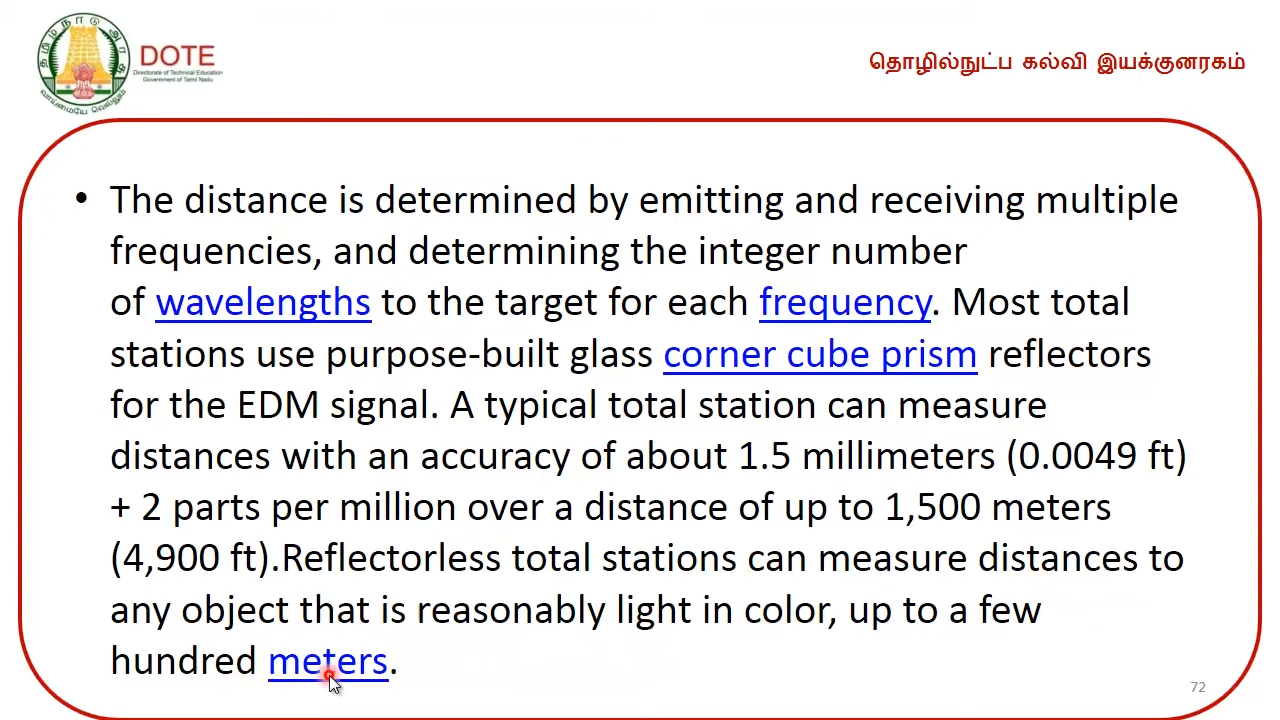 தமிழ்நாடு அரசு
வாய்மையே வெல்லும்
DOTE
Directorate of Technical Education
Government of Tamil Nadu
தொழில்நுட்ப கல்வி இயக்குனரகம்
• The distance is determined by emitting and receiving multiple
frequencies, and determining the integer number
of wavelengths to the target for each frequency. Most total
stations use purpose-built glass corner cube prism reflectors
for the EDM signal. A typical total station can measure
distances with an accuracy of about 1.5 millimeters (0.0049 ft)
+ 2 parts per million over a distance of up to 1,500 meters
(4,900 ft).Reflectorless total stations can measure distances to
any object that is reasonably light in color, up to a few
hundred meters.
72